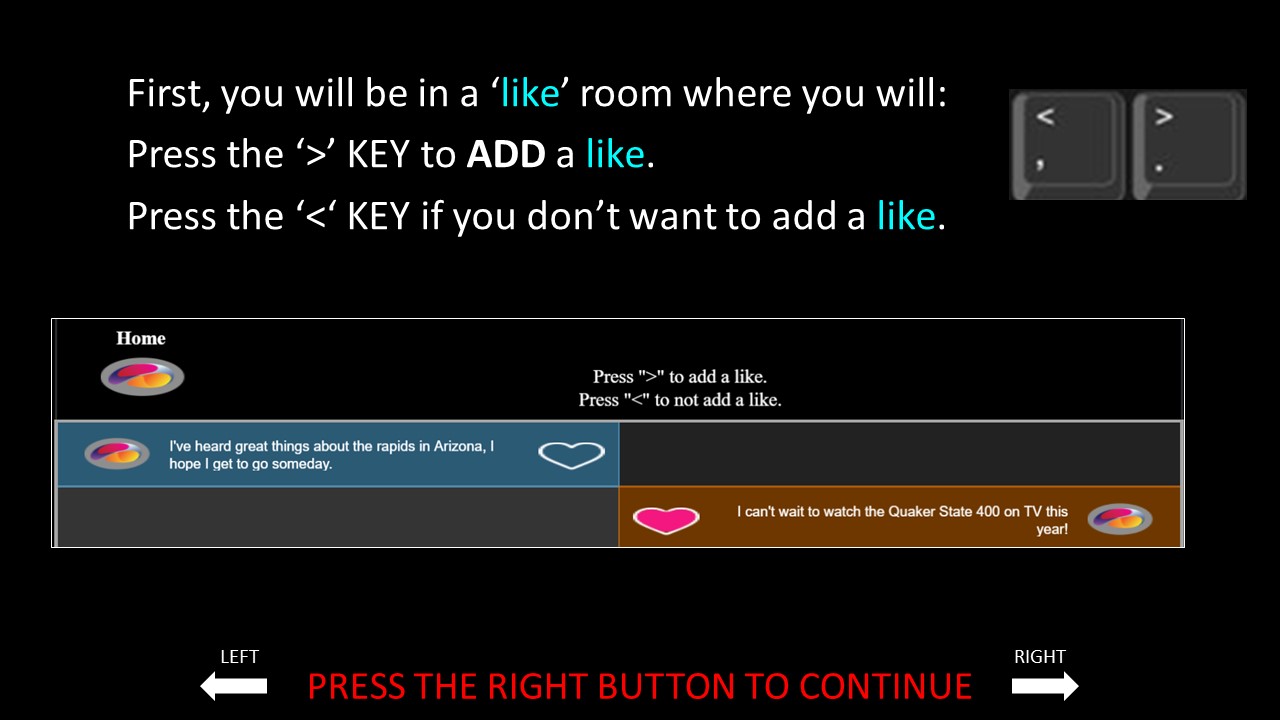 First, you will be in a ‘like’ room where you will:
Press the ‘>’ KEY to ADD a like.
Press the ‘<‘ KEY if you don’t want to add a like.
< >
, .
Home
Press ">" to add a like.
Press "<" to not add a like.
I've heard great things about the rapids in Arizona, I
hope I get to go someday.
I can't wait to watch the Quaker State 400 on TV this
year!
LEFT
RIGHT
PRESS THE RIGHT BUTTON TO CONTINUE